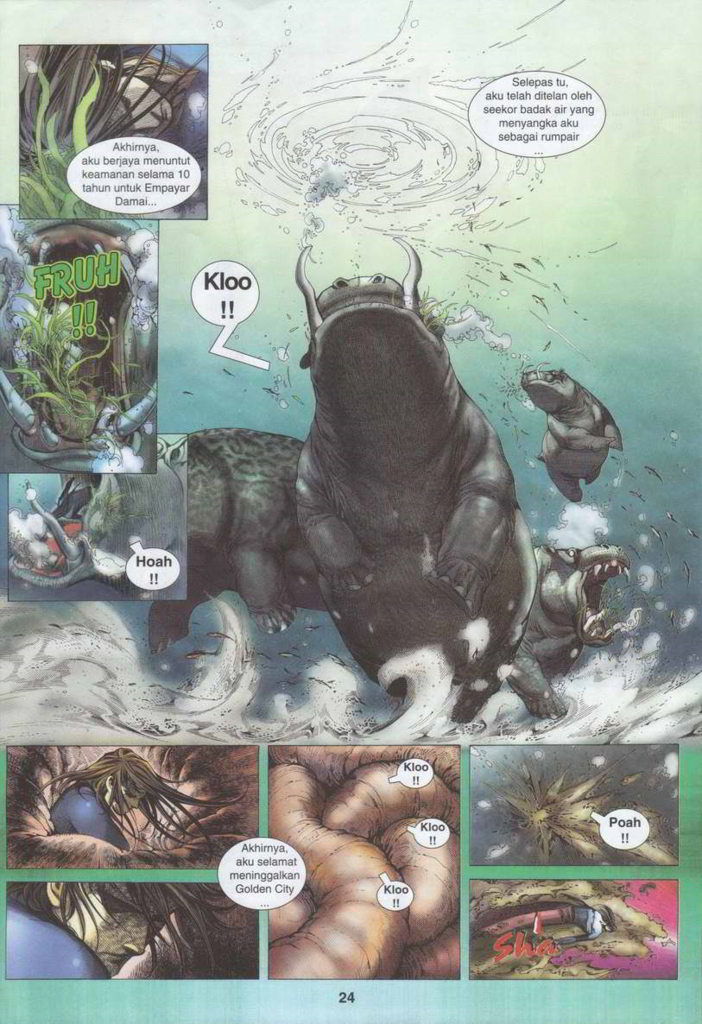 Akhirnya,
aku berjaya menuntut
keamanan selama 10
tahun untuk Empayar
Damai...
Selepas tu,
aku telah ditelan oleh
seekor badak air yang
menyangka aku
sebagai rumpair
...
FRUH
!!
Kloo
!!
Hoah
!!
Akhirnya,
aku selamat
meninggalkan
Golden City
...
Kloo
!!
Kloo
!!
Kloo
!!
Poah
!!
Sha
24